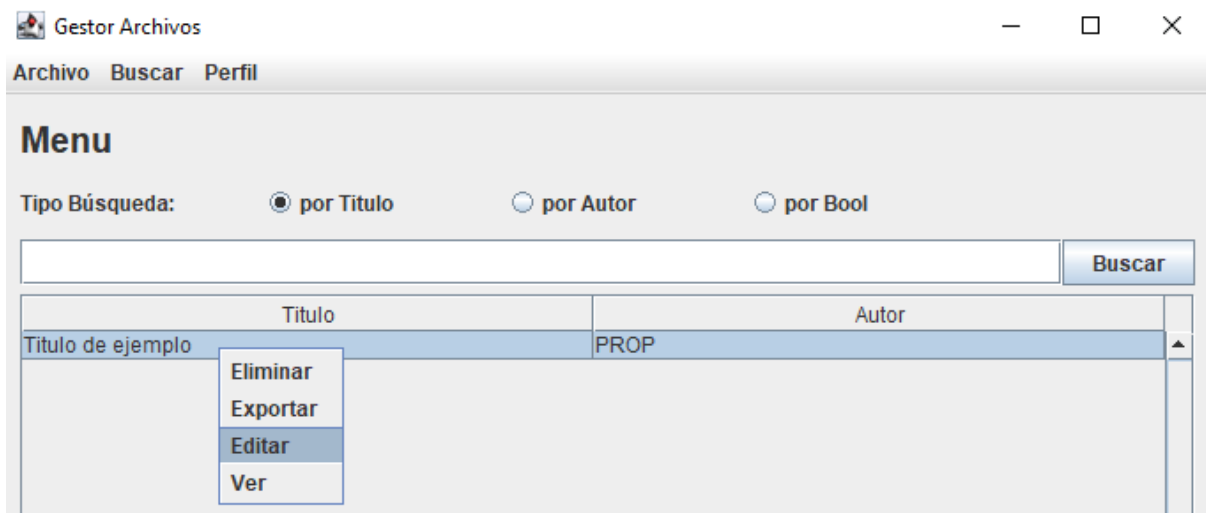 Gestor Archivos
Archivo Buscar Perfil
Menu
Tipo Búsqueda: por Titulo por Autor por Bool
Buscar
Titulo Autor
Titulo de ejemplo PROP
Eliminar
Exportar
Editar
Ver